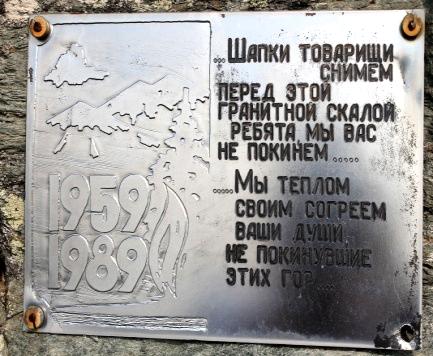 ...Шапки товарищи
снимем
перед этой
гранитной скалой
ребята мы вас
не покинем.....
.....Мы теплом
своим согреем
ваши души,
не покинувшие
этих гор....
1959
1989